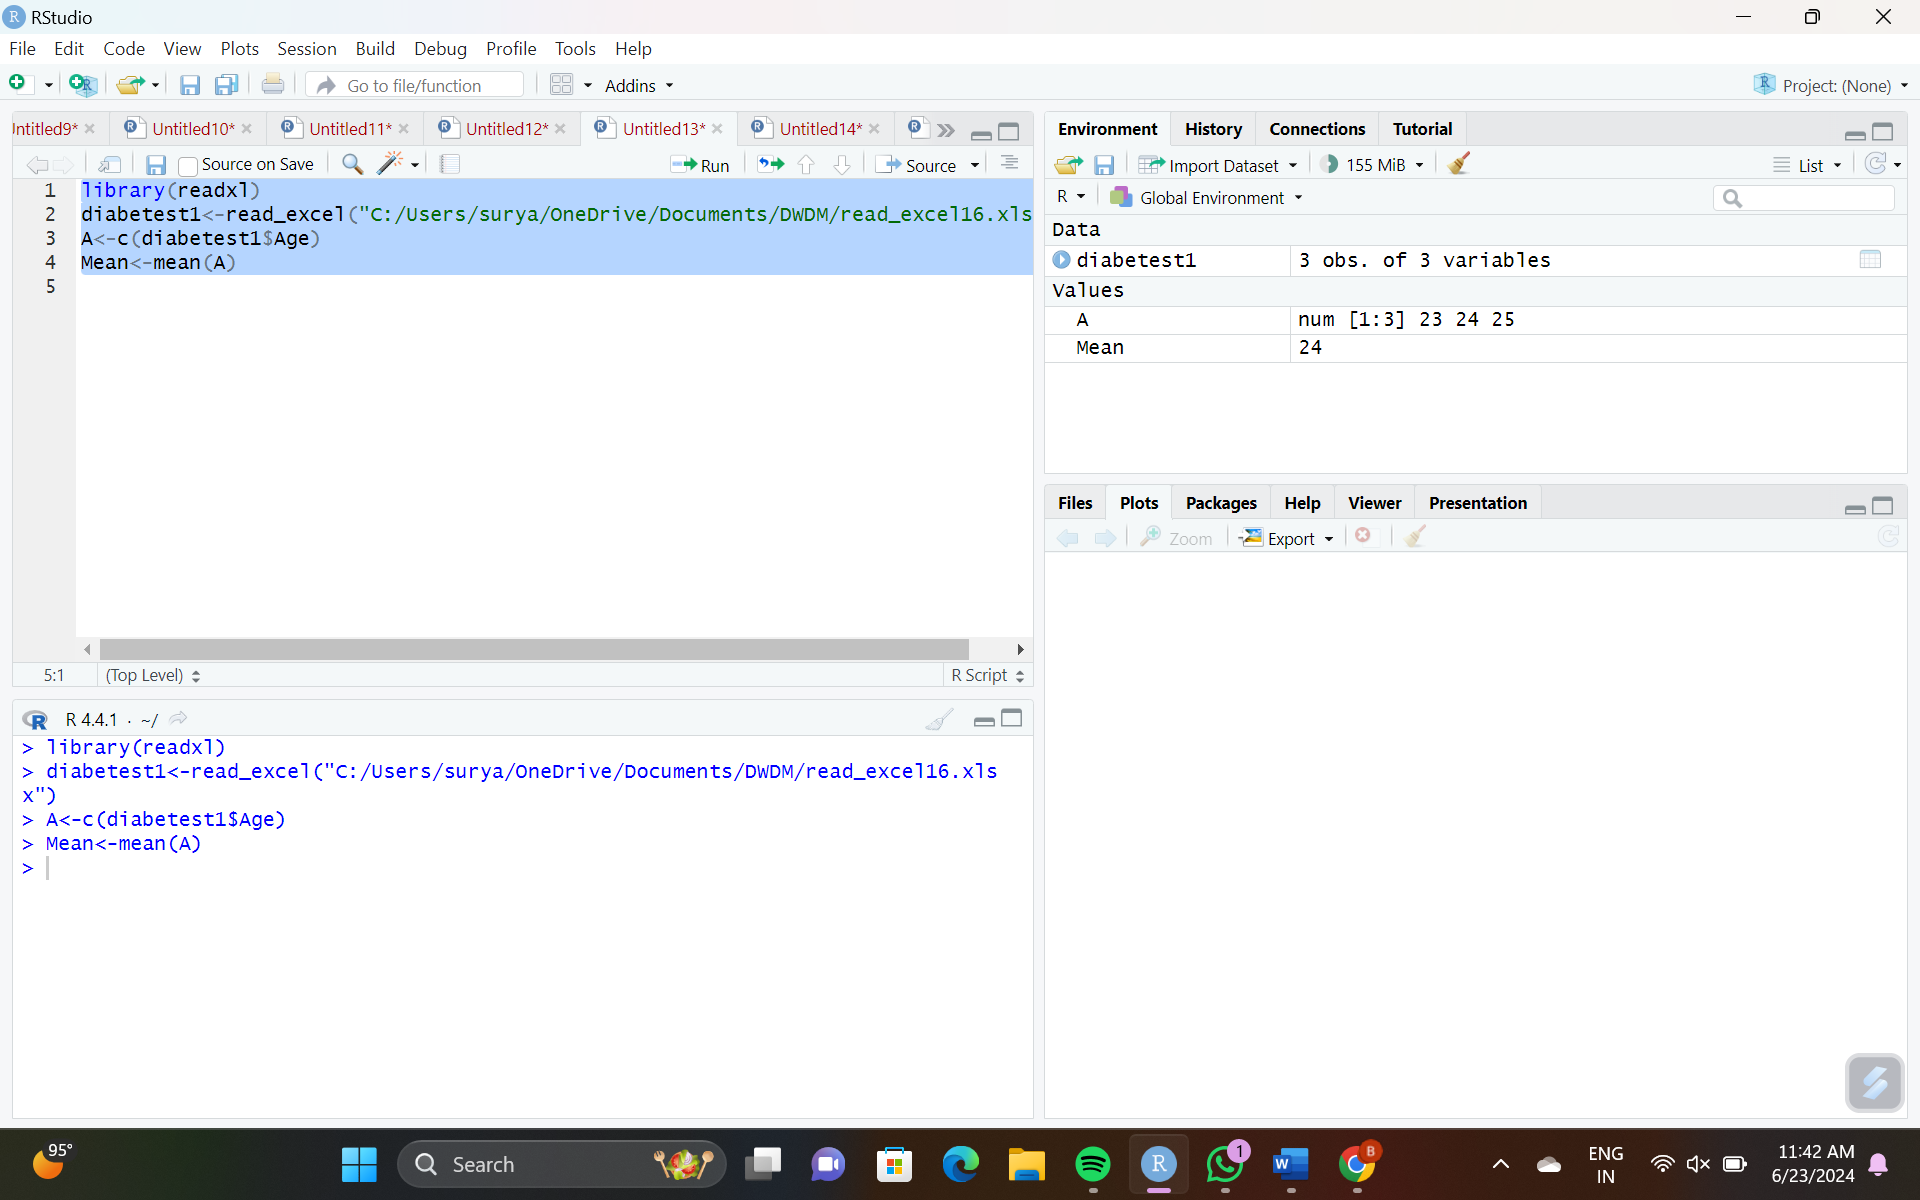 RStudio
File Edit Code View Plots Session Build Debug Profile Tools Help
Go to file/function Addins Project: (None)
Untitled10* Untitled11* Untitled12* Untitled13* Untitled14*
Source on Save Run Source
1 library(readxl)
2 diabetest1<-read_excel("C:/Users/surya/OneDrive/Documents/DWDM/read_excel16.xls
3 A<-c(diabetest1$Age)
4 Mean<-mean(A)
5
5:1 (Top Level) R Script
R 4.4.1 · ~/
> library(readxl)
> diabetest1<-read_excel("C:/Users/surya/OneDrive/Documents/DWDM/read_excel16.xls
x")
> A<-c(diabetest1$Age)
> Mean<-mean(A)
>
Environment History Connections Tutorial
Import Dataset 155 MiB List
R Global Environment
Data
diabetest1 3 obs. of 3 variables
Values
A num [1:3] 23 24 25
Mean 24
Files Plots Packages Help Viewer Presentation
Zoom Export
95°
Search
1
B
ENG
IN
11:42 AM
6/23/2024